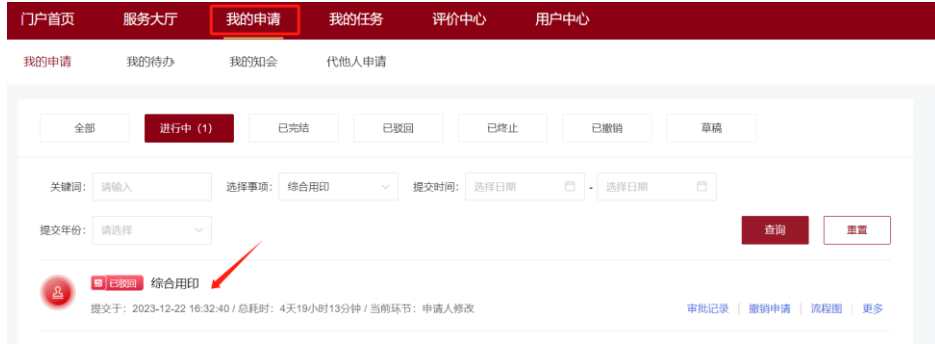 门户首页 服务大厅 我的申请 我的任务 评价中心 用户中心
我的申请 我的待办 我的知会 代他人申请
全部 进行中 (1) 已完结 已驳回 已终止 已撤销 草稿
关键词: 请输入 选择事项: 综合用印 提交时间: 选择日期 - 选择日期
提交年份: 请选择 查询 重置
已驳回 综合用印
提交于: 2023-12-22 16:32:40 / 总耗时: 4天19小时13分钟 / 当前环节: 申请人修改 审批记录 撤销申请 流程图 更多